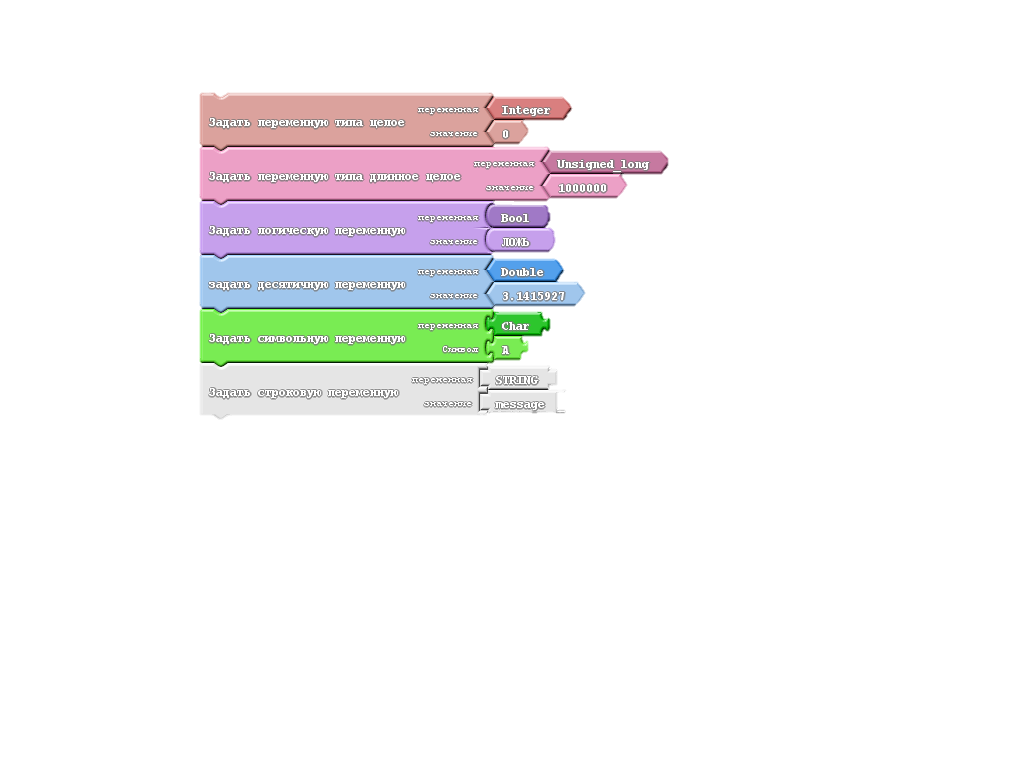 переменная Integer
Задать переменную типа целое
значение 0
переменная Unsigned_long
Задать переменную типа длинное целое
значение 1000000
переменная Bool
Задать логическую переменную
значение ЛОЖЬ
переменная Double
задать десятичную переменную
значение 3.1415927
переменная Char
Задать символьную переменную
Символ A
переменная STRING
Задать строковую переменную
значение message